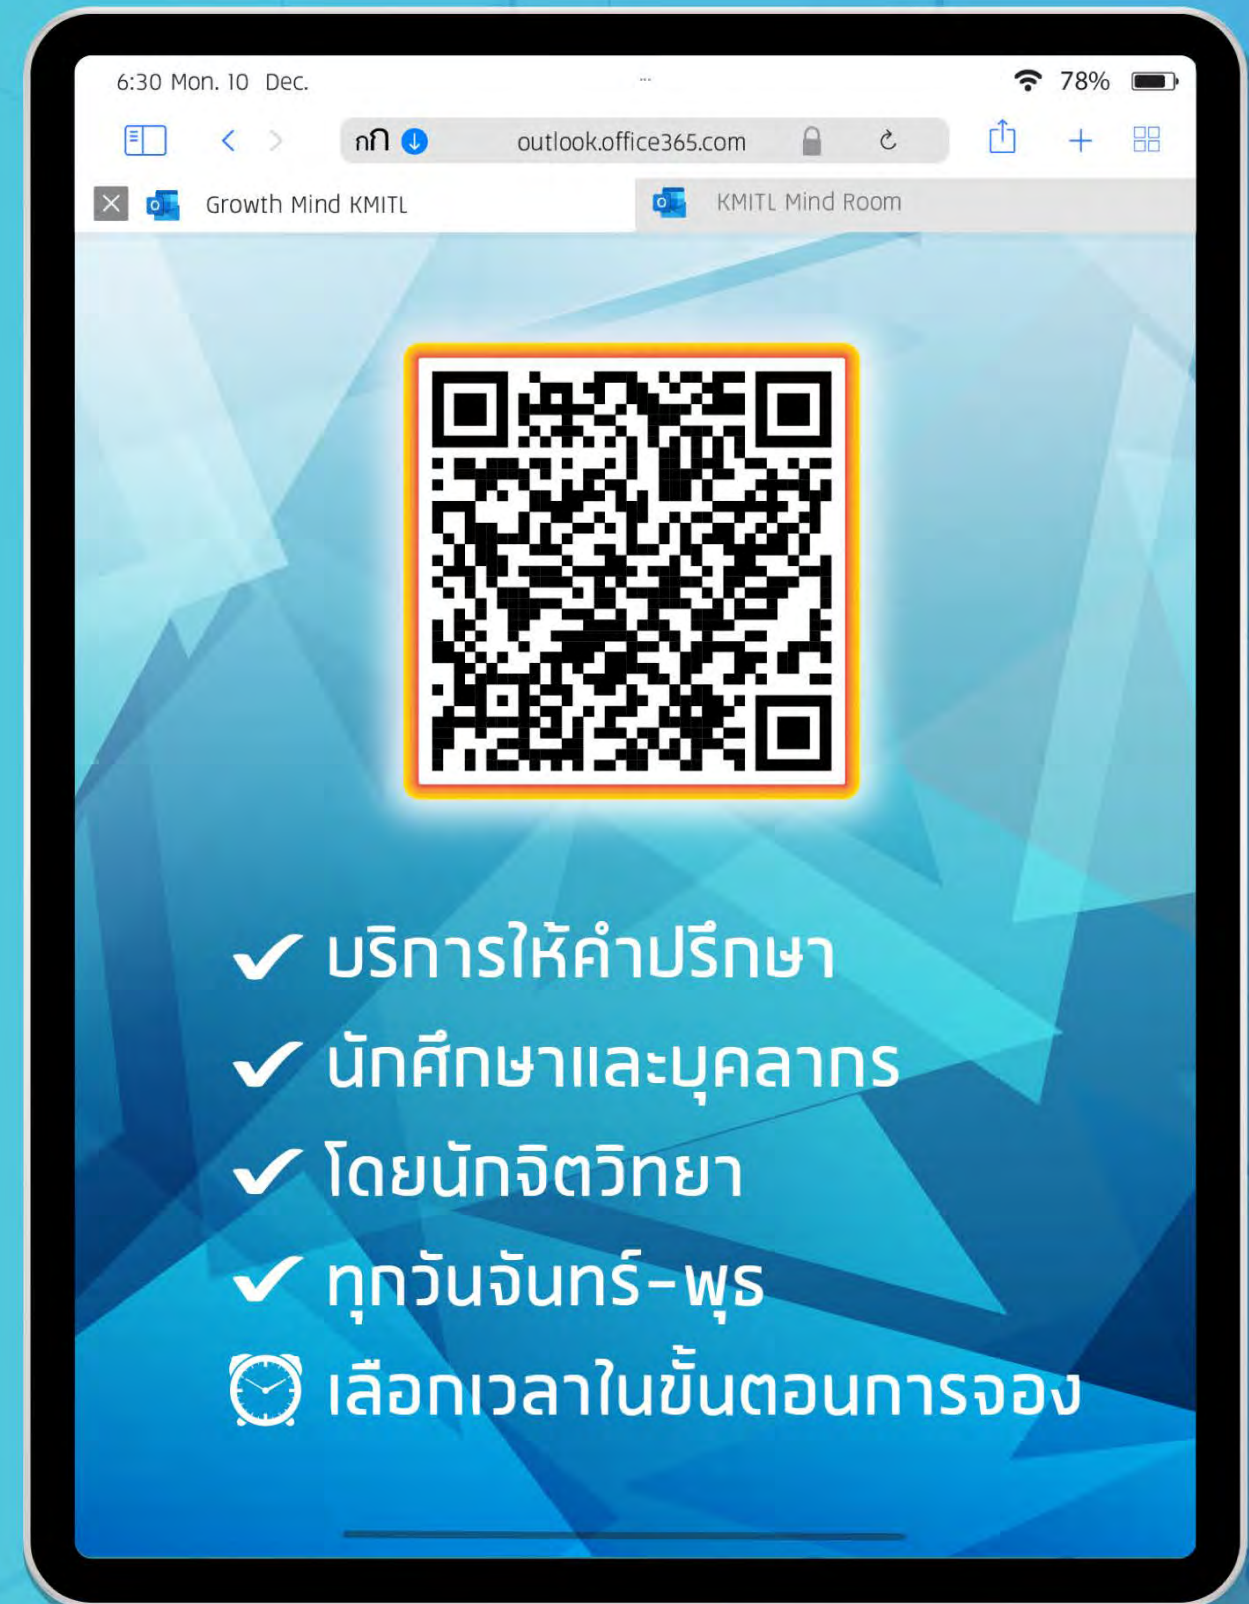 6:30 Mon. 10 Dec.
78%
กก
outlook.office365.com
Growth Mind KMITL
KMITL Mind Room
บริการให้คำปรึกษา
นักศึกษาและบุคลากร
โดยนักจิตวิทยา
ทุกวันจันทร์-พุธ
เลือกเวลาในขั้นตอนการจอง